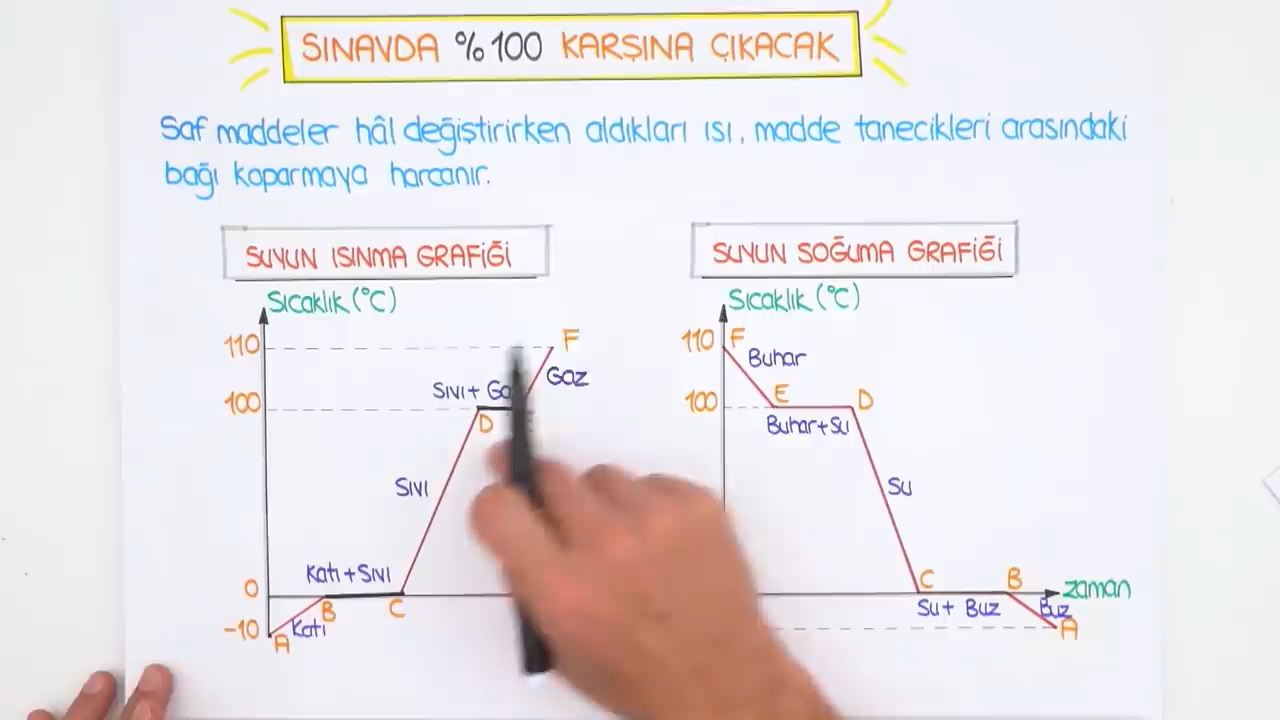 SINAVDA %100 KARŞINA ÇIKACAK
Saf maddeler hâl değiştirirken aldıkları ısı, madde tanecikleri arasındaki
bağı koparmaya harcanır.
SUYUN ISINMA GRAFİĞİ
Sıcaklık (°C)
110
F
Gaz
Sıvı +
100
D
Sıvı
Katı + Sıvı
0
B
C
-10
A
Katı
SUYUN SOĞUMA GRAFİĞİ
Sıcaklık (°C)
110
F
Buhar
E
D
100
Buhar + Su
Su
C
B
zaman
Su + Buz
Buz
A